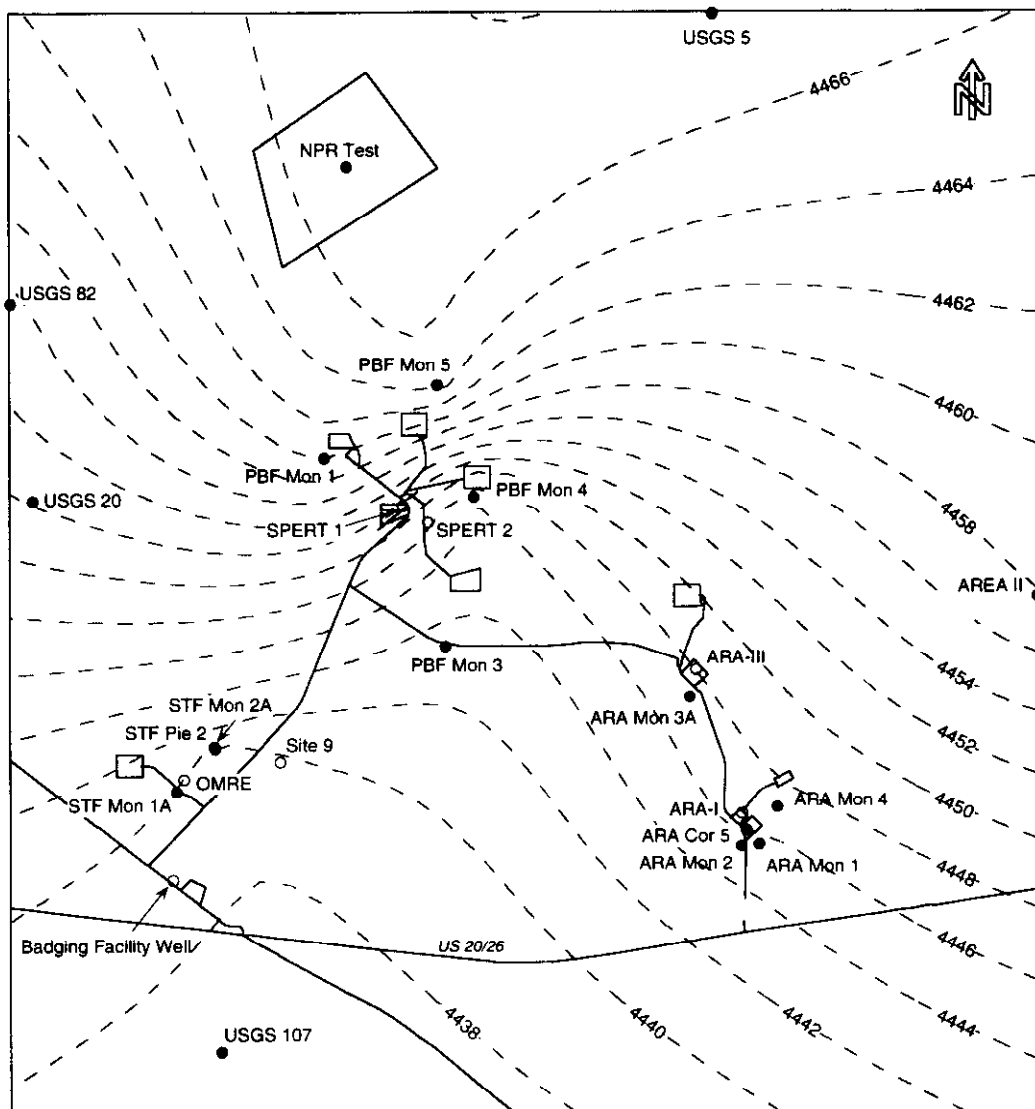 USGS 5
4466
N
NPR Test
4464
USGS 82
4462
PBF Mon 5
4460
PBF Mon 1
PBF Mon 4
USGS 20
SPERT 1
SPERT 2
4458
AREA II
PBF Mon 3
ARA-III
4454
STF Mon 2A
ARA Mon 3A
STF Pie 2
Site 9
4452
OMRE
STF Mon 1A
ARA-I
ARA Mon 4
4450
ARA Cor 5
ARA Mon 2
ARA Mon 1
4448
Badging Facility Well
US 20/26
4446
4438
4440
4442
4444
USGS 107